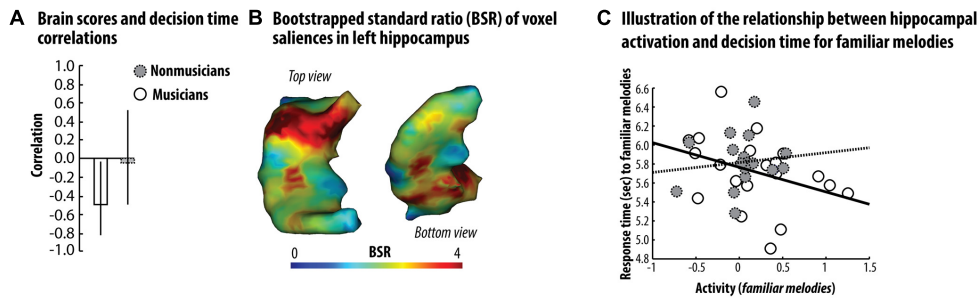 A Brain scores and decision time
correlations
1.0
0.8
0.6
0.4
0.2
0.0
-0.2
-0.4
-0.6
-0.8
-1.0
Correlation
Nonmusicians
Musicians
B Bootstrapped standard ratio (BSR) of voxel
saliences in left hippocampus
Top view
Bottom view
0 BSR 4
C Illustration of the relationship between hippocampal
activation and decision time for familiar melodies
Response time (sec) to familiar melodies
6.6
6.4
6.2
6.0
5.8
5.6
5.4
5.2
5.0
4.8
-1 -0.5 0 0.5 1 1.5
Activity (familiar melodies)